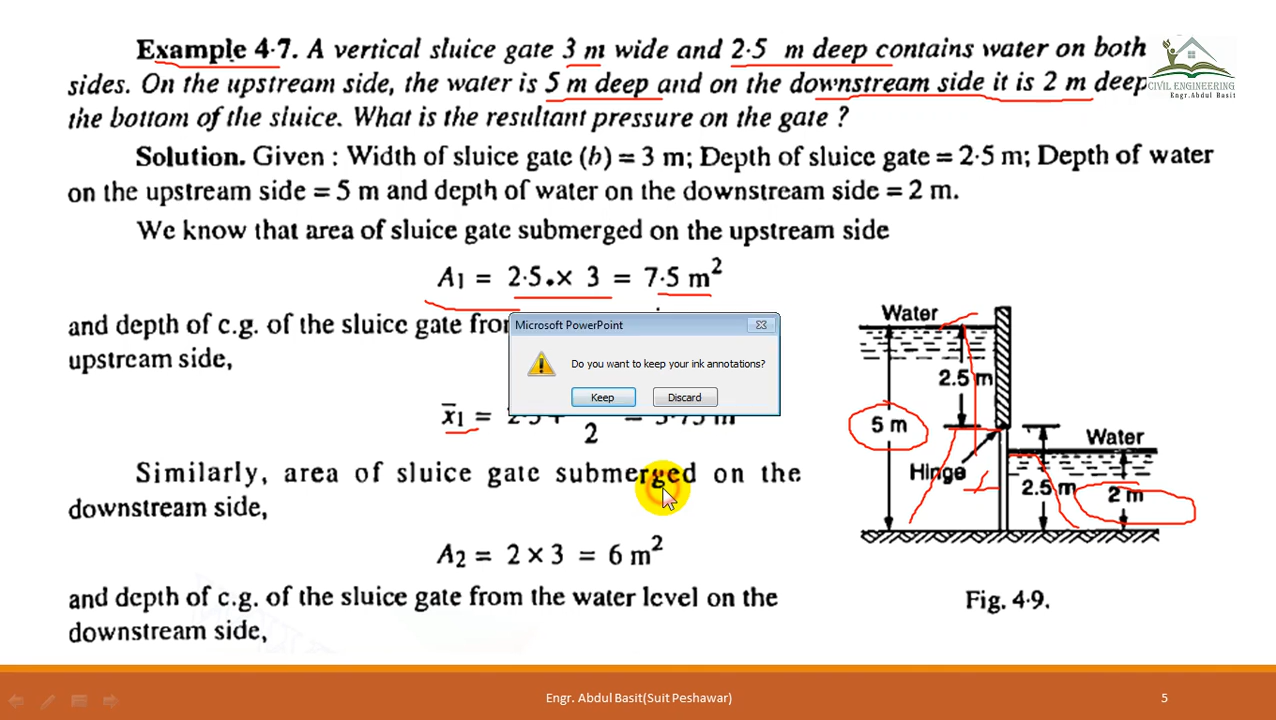 Example 4·7. A vertical sluice gate 3 m wide and 2·5 m deep contains water on both
sides. On the upstream side, the water is 5 m deep and on the downstream side it is 2 m deep
the bottom of the sluice. What is the resultant pressure on the gate ?
CIVIL ENGINEERING
Engr.Abdul Basit
Solution. Given : Width of sluice gate (b) = 3 m; Depth of sluice gate = 2·5 m; Depth of water
on the upstream side = 5 m and depth of water on the downstream side = 2 m.
We know that area of sluice gate submerged on the upstream side
A1 = 2·5 × 3 = 7·5 m2
and depth of c.g. of the sluice gate
upstream side,
Microsoft PowerPoint
Do you want to keep your ink annotations?
Keep Discard
x̄1 =
2
Similarly, area of sluice gate submerged on the
downstream side,
A2 = 2 × 3 = 6 m2
and depth of c.g. of the sluice gate from the water level on the
downstream side,
Water
2.5 m
5 m
Water
Hinge
2.5 m
2 m
Fig. 4·9.
Engr. Abdul Basit(Suit Peshawar)
5